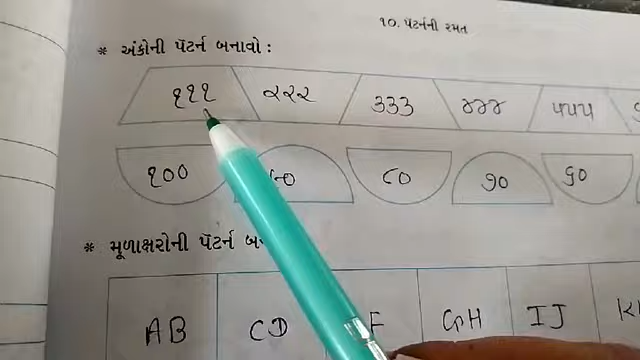 ૧૦. પૅટર્નની રમત
* અંકોની પૅટર્ન બનાવો :
૧૧૧ ૨૨૨ ૩૩૩ ૪૪૪ ૫૫૫
૧૦૦ ૮૦ ૭૦ ૬૦
* મૂળાક્ષરોની પૅટર્ન
AB CD F GH IJ